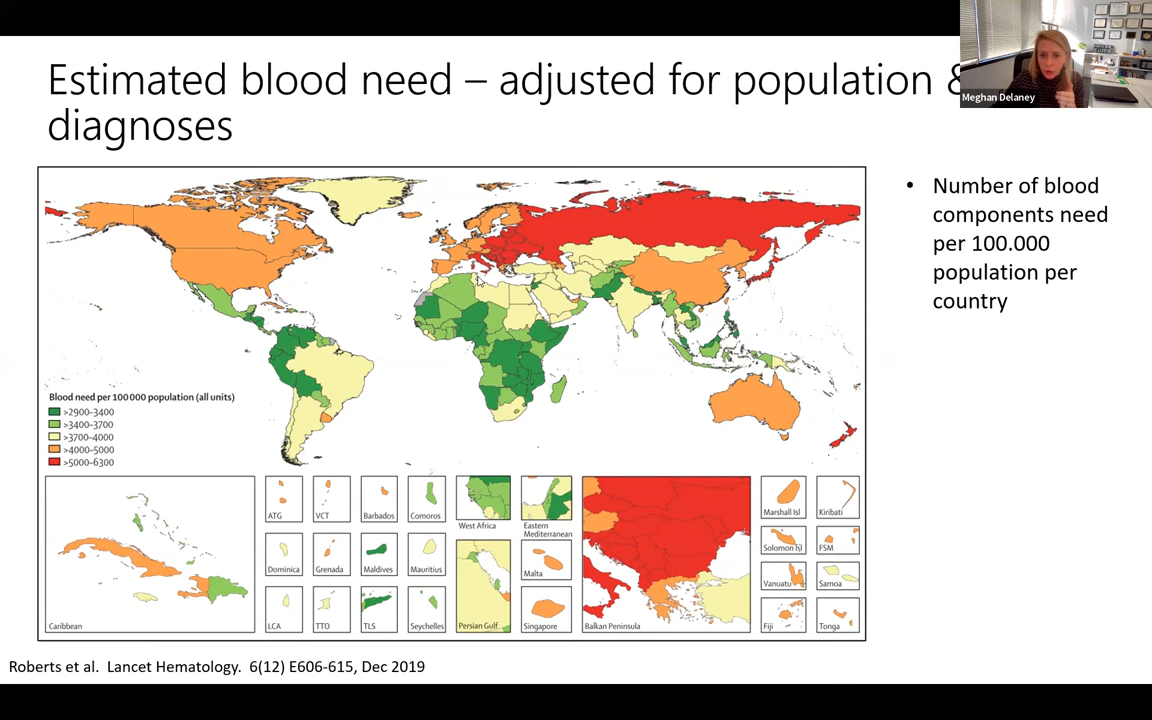 Estimated blood need – adjusted for population &
diagnoses
Meghan Delaney
• Number of blood
components need
per 100.000
population per
country
Blood need per 100 000 population (all units)
>2900–3400
>3400–3700
>3700–4000
>4000–5000
>5000–6300
Caribbean
ATG
VCT
Barbados
Comoros
West Africa
Eastern
Mediterranean
Marshall Isl
Kiribati
Dominica
Grenada
Maldives
Mauritius
Malta
Solomon Isl
FSM
Vanuatu
Samoa
LCA
TTO
TLS
Seychelles
Persian Gulf
Singapore
Balkan Peninsula
Fiji
Tonga
Roberts et al. Lancet Hematology. 6(12) E606-615, Dec 2019